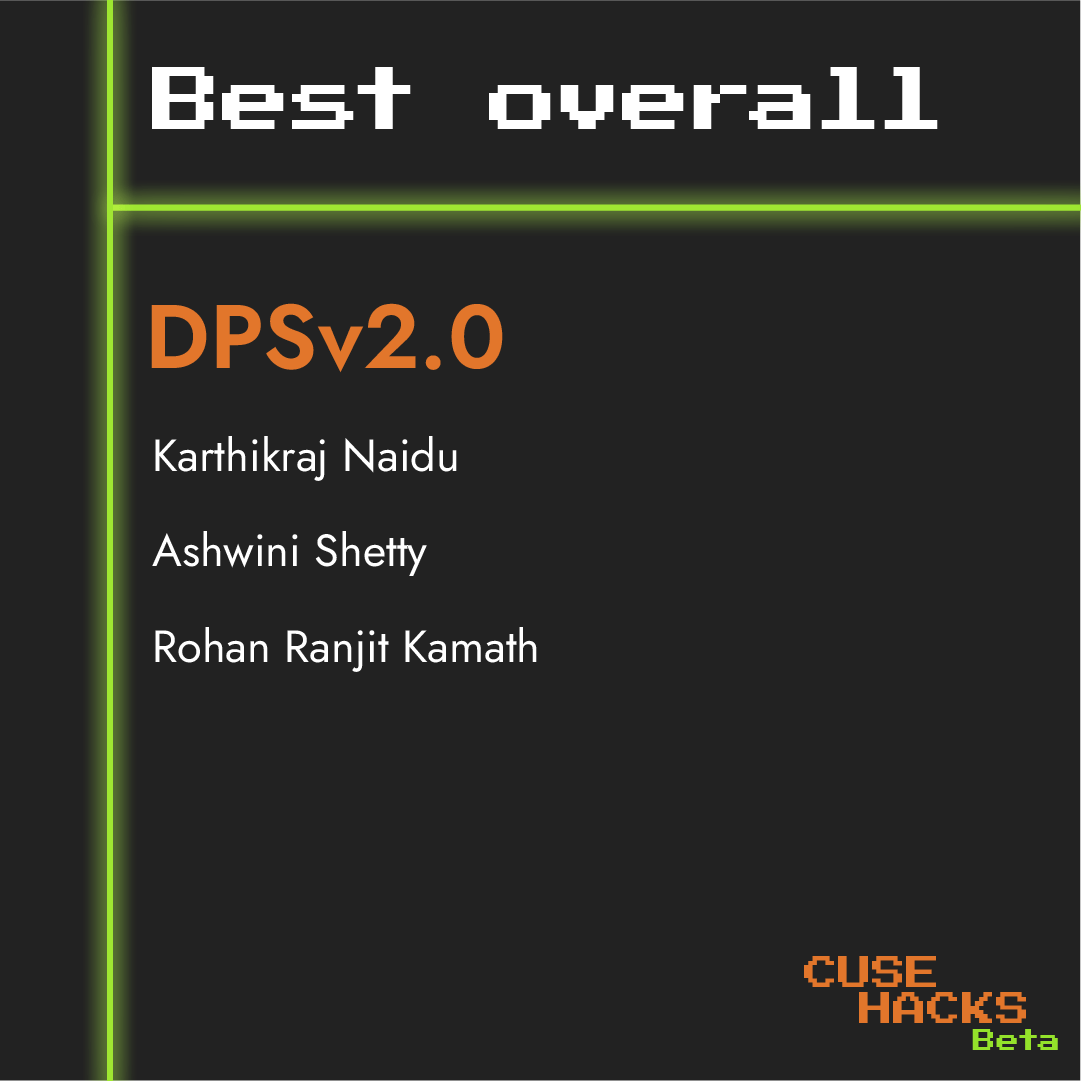 Best overall
DPSv2.0
Karthikraj Naidu
Ashwini Shetty
Rohan Ranjit Kamath
CUSE
HACKS
Beta